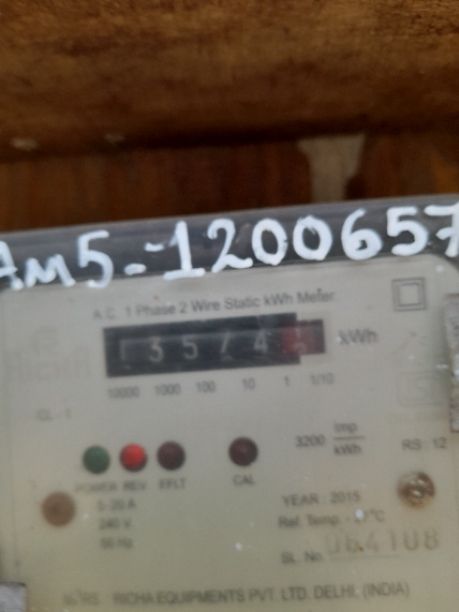 Am5-1200657
A.C. 1 Phase 2 Wire Static kWh Meter
kWh
10000 1000 100 10 1 1/10
CL - 1
3200 Imp. kWh
RS : 12
POWER REV EFLT CAL
5-20 A
240 V.
50 Hz
YEAR : 2015
Ref. Temp. - 27°C
SL. No. 064108
RICHA EQUIPMENTS PVT. LTD. DELHI. (INDIA)